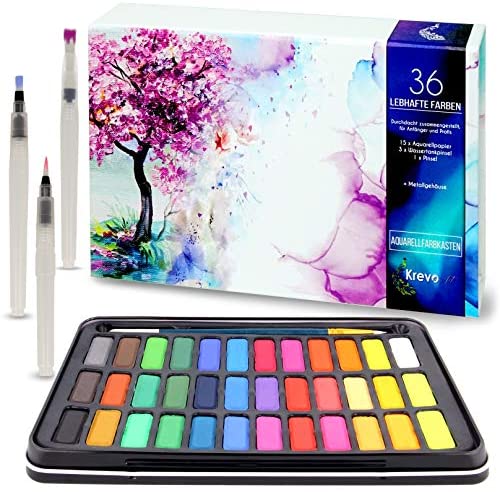 36
LEBHAFTE FARBEN
Durchdacht zusammengestellt,
für Anfänger und Profis
15 x Aquarellpapier
3 x Wassertankpinsel
1 x Pinsel
+ Metallgehäuse
AQUARELLFARBKASTEN
Krevo